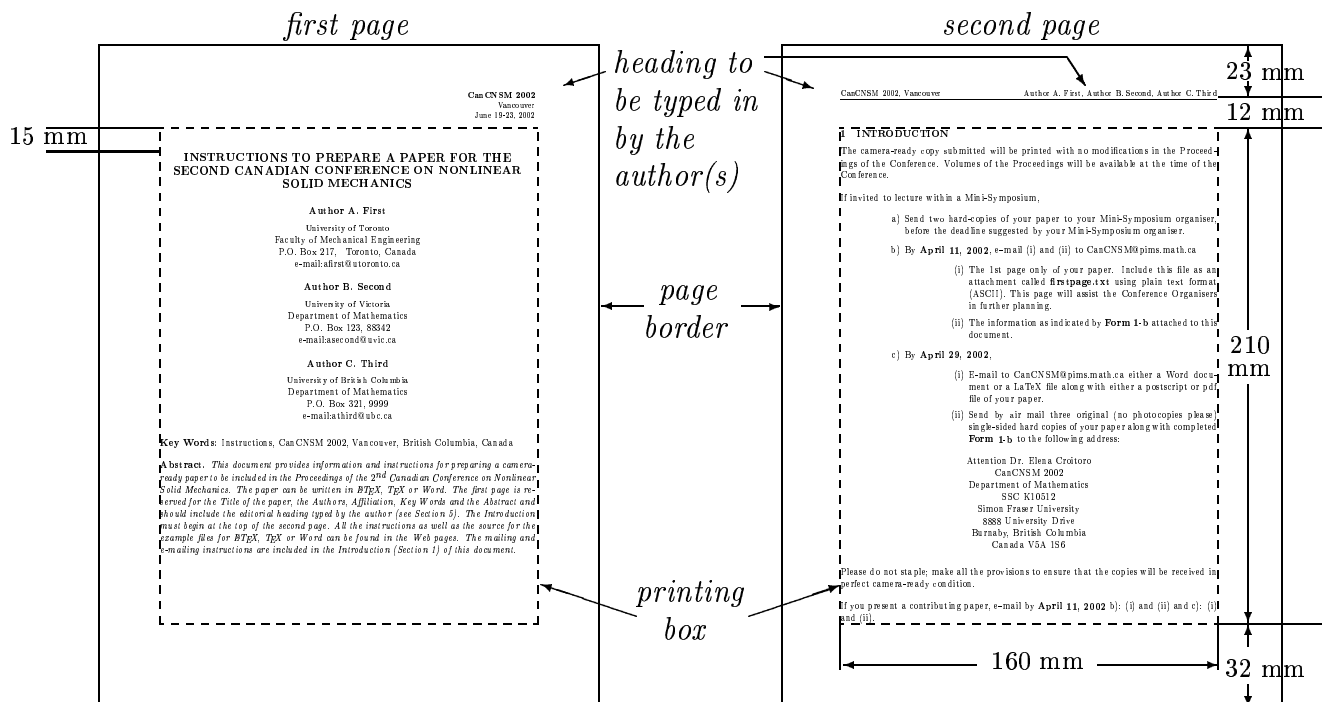 first page
second page
heading to
be typed in
by the
author(s)
page
border
printing
box
15 mm
CanCNSM 2002
Vancouver
June 19-23, 2002
INSTRUCTIONS TO PREPARE A PAPER FOR THE
SECOND CANADIAN CONFERENCE ON NONLINEAR
SOLID MECHANICS
Author A. First
University of Toronto
Faculty of Mechanical Engineering
P.O. Box 217, Toronto, Canada
e-mail:afirst@utoronto.ca
Author B. Second
University of Victoria
Department of Mathematics
P.O. Box 123, 88342
e-mail:asecond@uvic.ca
Author C. Third
University of British Columbia
Department of Mathematics
P.O. Box 321, 9999
e-mail:athird@ubc.ca
Key Words: Instructions, CanCNSM 2002, Vancouver, British Columbia, Canada
Abstract. This document provides information and instructions for preparing a camera-
ready paper to be included in the Proceedings of the 2nd Canadian Conference on Nonlinear
Solid Mechanics. The paper can be written in LaTeX, TeX or Word. The first page is re-
served for the Title of the paper, the Authors, Affiliation, Key Words and the Abstract and
should include the editorial heading typed by the author (see Section 5). The Introduction
must begin at the top of the second page. All the instructions as well as the source for the
example files for LaTeX, TeX or Word can be found in the Web pages. The mailing and
e-mailing instructions are included in the Introduction (Section 1) of this document.
CanCNSM 2002, Vancouver
Author A. First, Author B. Second, Author C. Third
1 INTRODUCTION
The camera-ready copy submitted will be printed with no modifications in the Proceed-
ings of the Conference. Volumes of the Proceedings will be available at the time of the
Conference.
If invited to lecture within a Mini-Symposium,
a) Send two hard-copies of your paper to your Mini-Symposium organiser,
before the deadline suggested by your Mini-Symposium organiser.
b) By April 11, 2002, e-mail (i) and (ii) to CanCNSM@pims.math.ca
(i) The 1st page only of your paper. Include this file as an
attachment called firstpage.txt using plain text format
(ASCII). This page will assist the Conference Organisers
in further planning.
(ii) The information as indicated by Form 1-b attached to this
document.
c) By April 29, 2002,
(i) E-mail to CanCNSM@pims.math.ca either a Word docu-
ment or a LaTeX file along with either a postscript or pdf
file of your paper.
(ii) Send by air mail three original (no photocopies please)
single-sided hard copies of your paper along with completed
Form 1-b to the following address:
Attention Dr. Elena Croitoro
CanCNSM 2002
Department of Mathematics
SSC K10512
Simon Fraser University
8888 University Drive
Burnaby, British Columbia
Canada V5A 1S6
Please do not staple; make all the provisions to ensure that the copies will be received in
perfect camera-ready condition.
If you present a contributing paper, e-mail by April 11, 2002 b): (i) and (ii) and c): (i)
and (ii).
23 mm
12 mm
210
mm
160 mm
32 mm